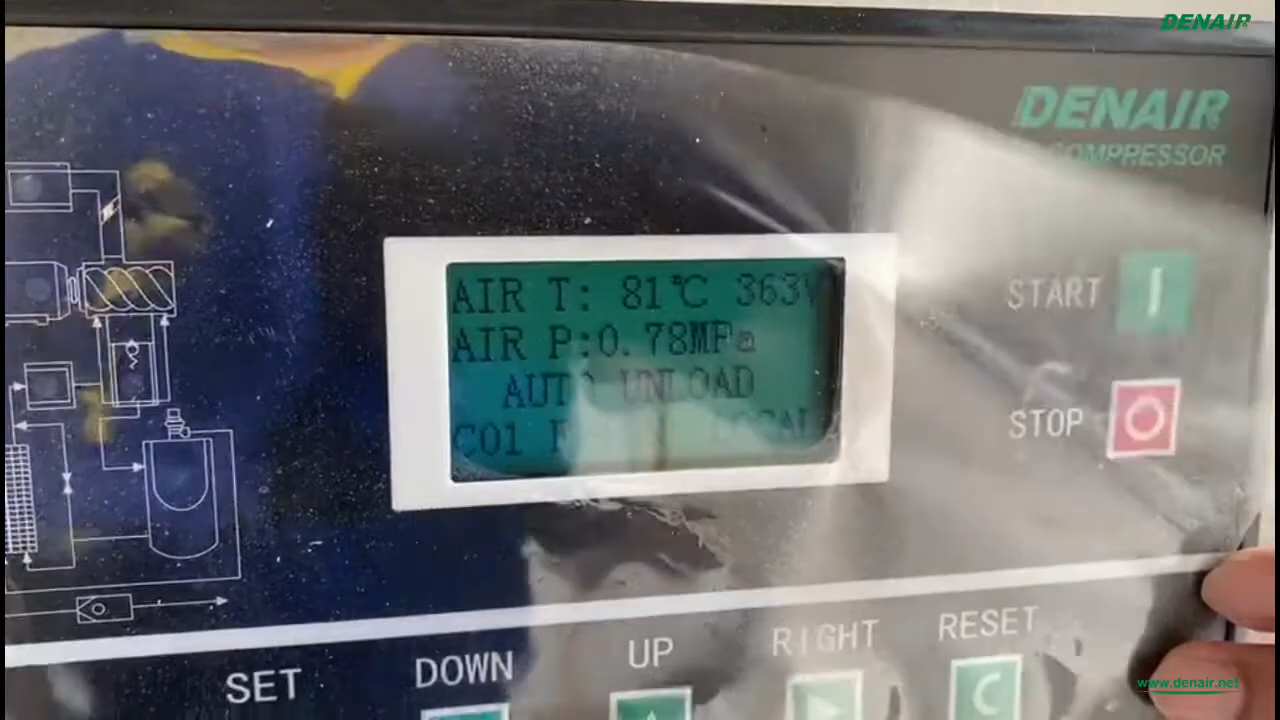 DENAIR
DENAIR
COMPRESSOR
AIR T: 81℃ 363V
AIR P:0.78MPa
AUTO UNLOAD
C01 LOCAL
START
STOP
SET
DOWN
UP
RIGHT
RESET
www.denair.net